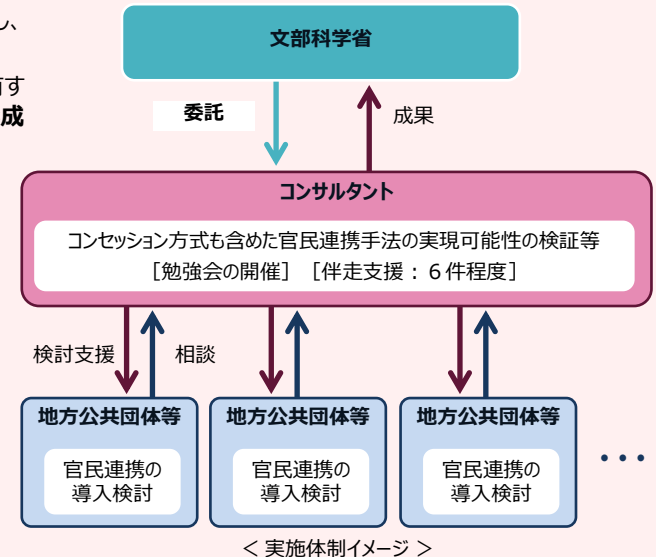 し、
有す
成
文部科学省
委託
成果
コンサルタント
コンセッション方式も含めた官民連携手法の実現可能性の検証等
[勉強会の開催] [伴走支援：６件程度]
検討支援
相談
地方公共団体等
地方公共団体等
地方公共団体等
官民連携の
導入検討
官民連携の
導入検討
官民連携の
導入検討
・・・
＜ 実施体制イメージ ＞